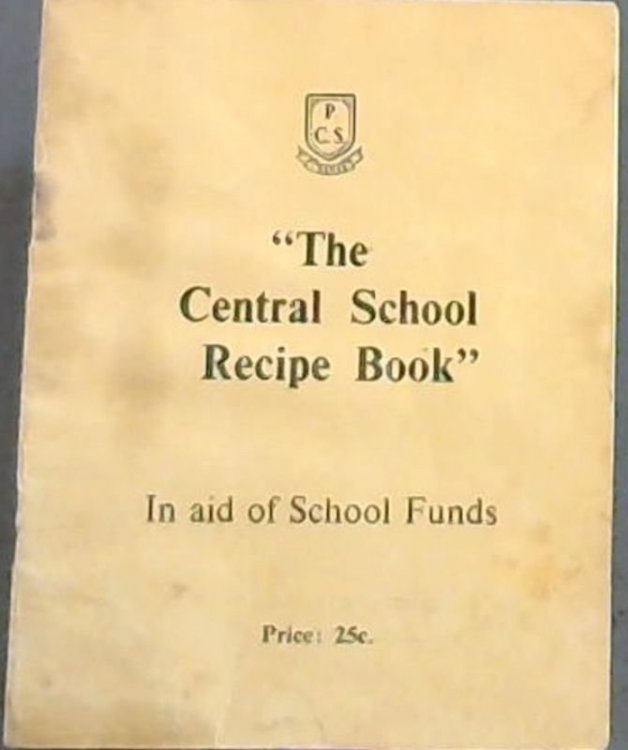 P
C. S.
“The
Central School
Recipe Book”
In aid of School Funds
Price: 25c.